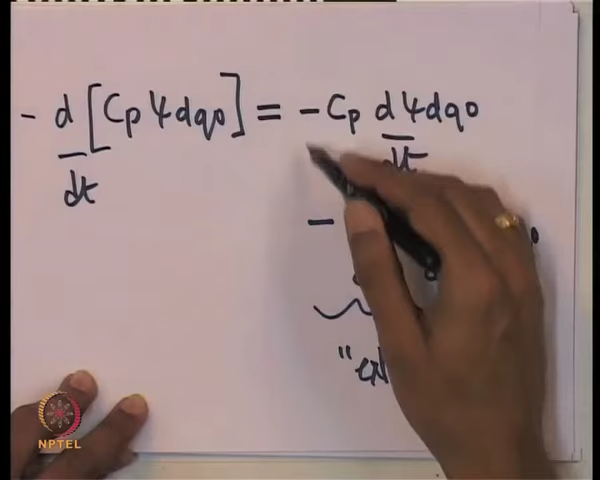 - d/dt [Cp Ψdq0] = - Cp dΨdq0/dt
-
"
NPTEL